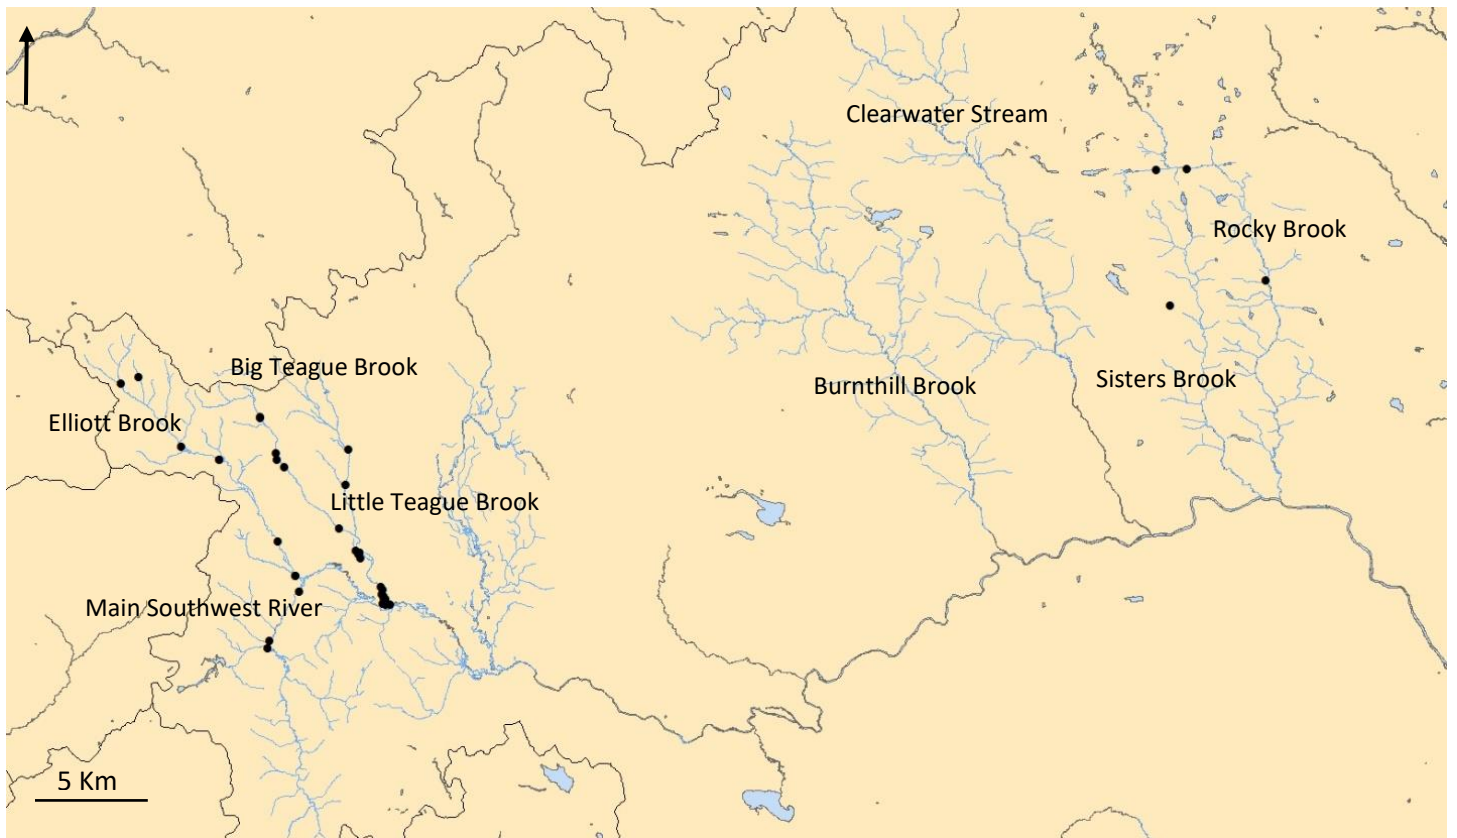 Clearwater Stream
Rocky Brook
Big Teague Brook
Burnthill Brook
Sisters Brook
Elliott Brook
Little Teague Brook
Main Southwest River
5 Km